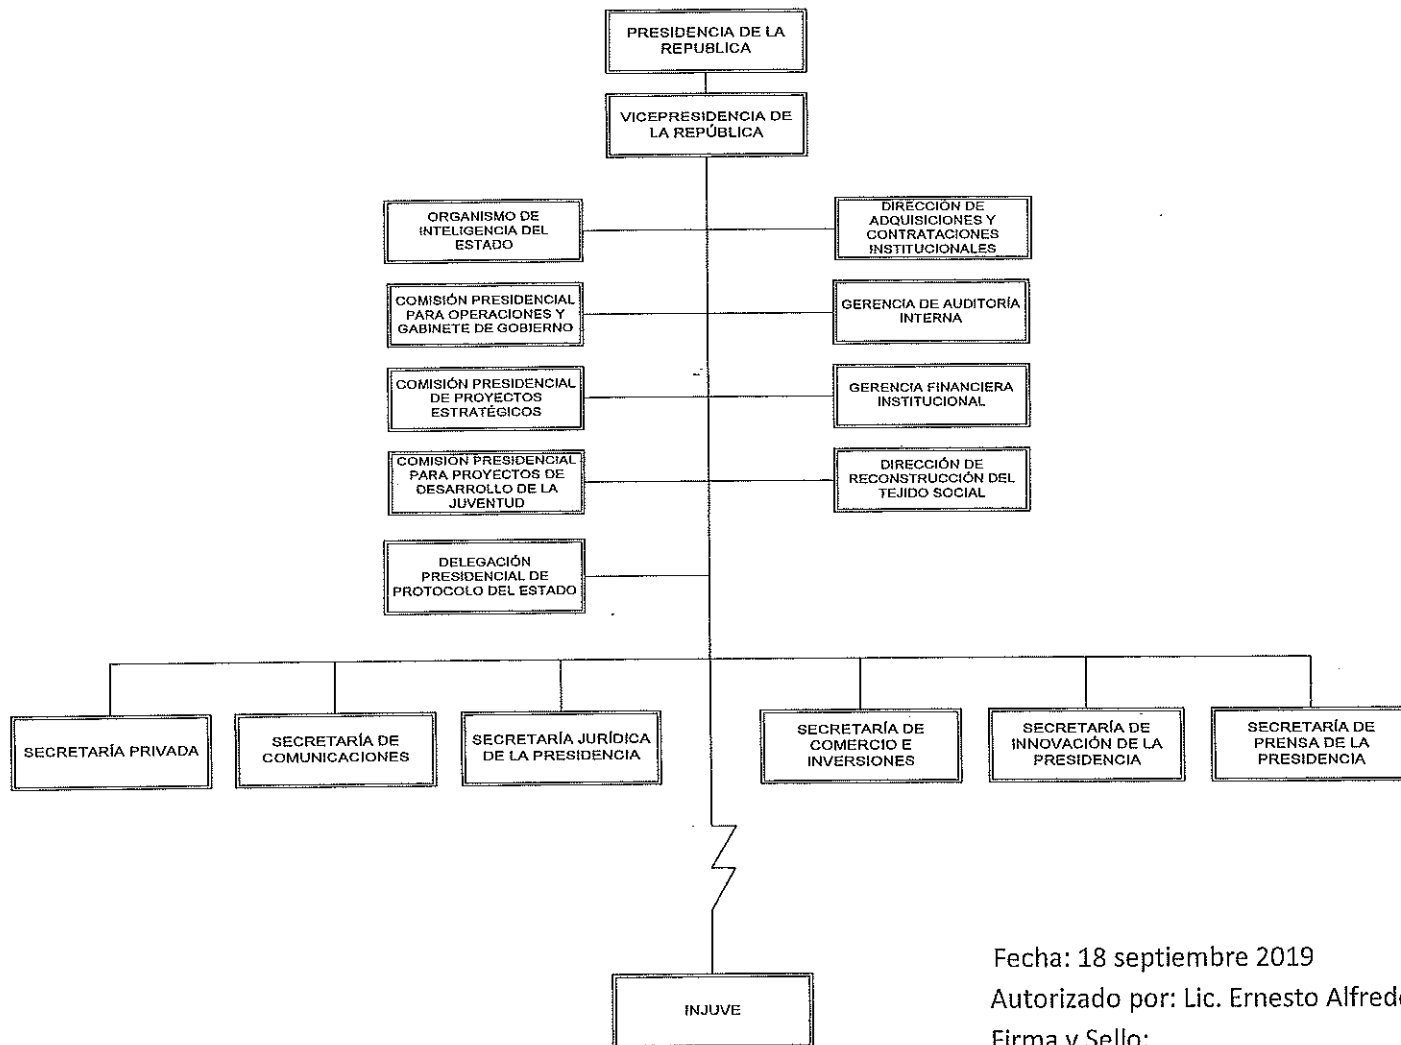 PRESIDENCIA DE LA
REPUBLICA
VICEPRESIDENCIA DE
LA REPÚBLICA
ORGANISMO DE
INTELIGENCIA DEL
ESTADO
DIRECCIÓN DE
ADQUISICIONES Y
CONTRATACIONES
INSTITUCIONALES
COMISIÓN PRESIDENCIAL
PARA OPERACIONES Y
GABINETE DE GOBIERNO
GERENCIA DE AUDITORÍA
INTERNA
COMISIÓN PRESIDENCIAL
DE PROYECTOS
ESTRATÉGICOS
GERENCIA FINANCIERA
INSTITUCIONAL
COMISIÓN PRESIDENCIAL
PARA PROYECTOS DE
DESARROLLO DE LA
JUVENTUD
DIRECCIÓN DE
RECONSTRUCCIÓN DEL
TEJIDO SOCIAL
DELEGACIÓN
PRESIDENCIAL DE
PROTOCOLO DEL ESTADO
SECRETARÍA PRIVADA
SECRETARÍA DE
COMUNICACIONES
SECRETARÍA JURÍDICA
DE LA PRESIDENCIA
SECRETARÍA DE
COMERCIO E
INVERSIONES
SECRETARÍA DE
INNOVACIÓN DE LA
PRESIDENCIA
SECRETARÍA DE
PRENSA DE LA
PRESIDENCIA
INJUVE
Fecha: 18 septiembre 2019
Autorizado por: Lic. Ernesto Alfred
Firma y Sello: